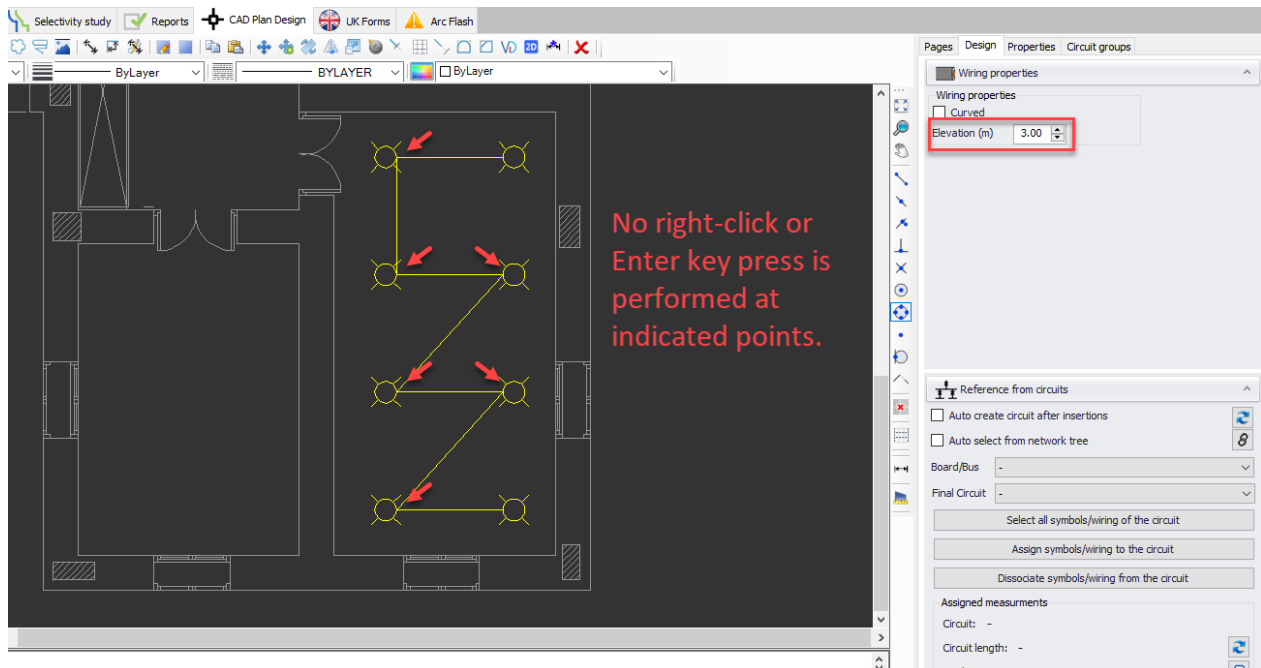 Selectivity study Reports CAD Plan Design UK Forms Arc Flash
VD 2D
ByLayer BYLAYER ByLayer
Pages Design Properties Circuit groups
Wiring properties
Wiring properties
Curved
Elevation (m) 3.00
No right-click or
Enter key press is
performed at
indicated points.
Reference from circuits
Auto create circuit after insertions
Auto select from network tree
Board/Bus -
Final Circuit -
Select all symbols/wiring of the circuit
Assign symbols/wiring to the circuit
Dissociate symbols/wiring from the circuit
Assigned measurments
Circuit: -
Circuit length: -